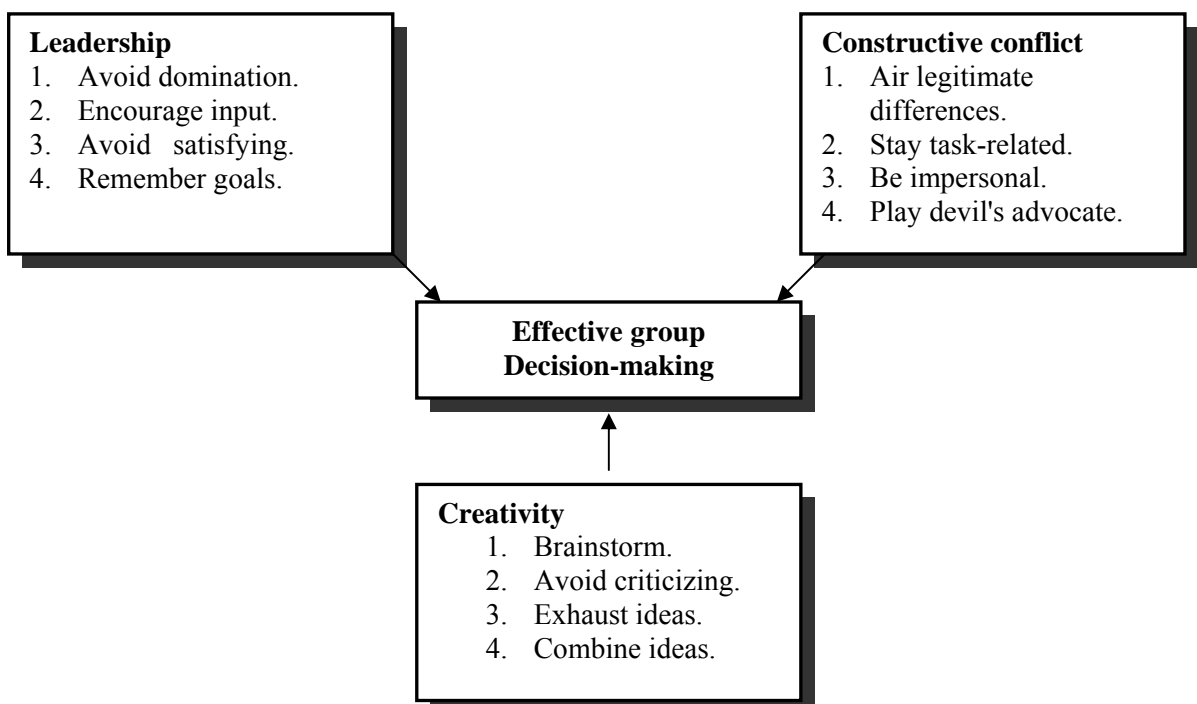 Leadership
1. Avoid domination.
2. Encourage input.
3. Avoid satisfying.
4. Remember goals.
Constructive conflict
1. Air legitimate
differences.
2. Stay task-related.
3. Be impersonal.
4. Play devil's advocate.
Effective group
Decision-making
Creativity
1. Brainstorm.
2. Avoid criticizing.
3. Exhaust ideas.
4. Combine ideas.